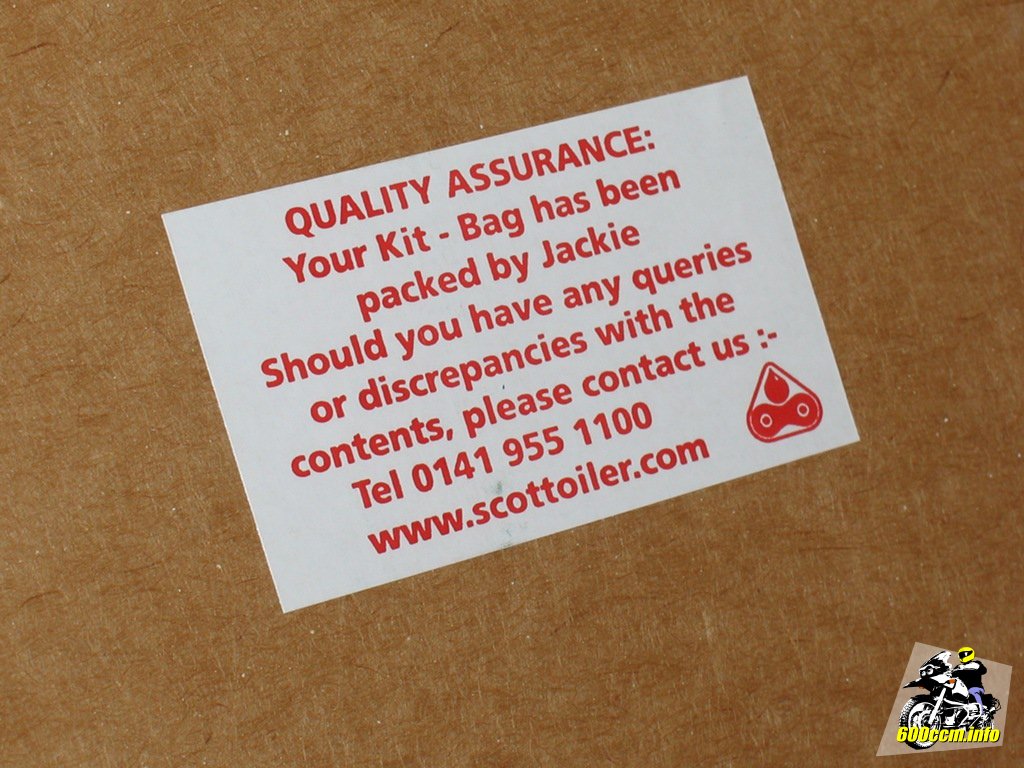 QUALITY ASSURANCE:
Your Kit - Bag has been
packed by Jackie
Should you have any queries
or discrepancies with the
contents, please contact us :-
Tel 0141 955 1100
www.scottoiler.com
600ccm.info